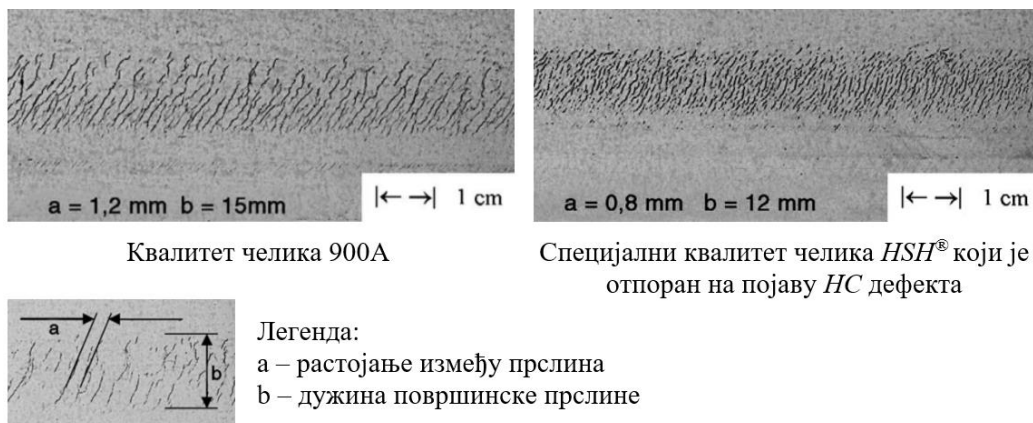 a = 1,2 mm b = 15mm
|← →| 1 cm
a = 0,8 mm b = 12 mm
|← →| 1 cm
Квалитет челика 900А
Специјални квалитет челика HSH® који је
отпоран на појаву HC дефекта
a
b
Легенда:
а – растојање између прслина
b – дужина површинске прслине